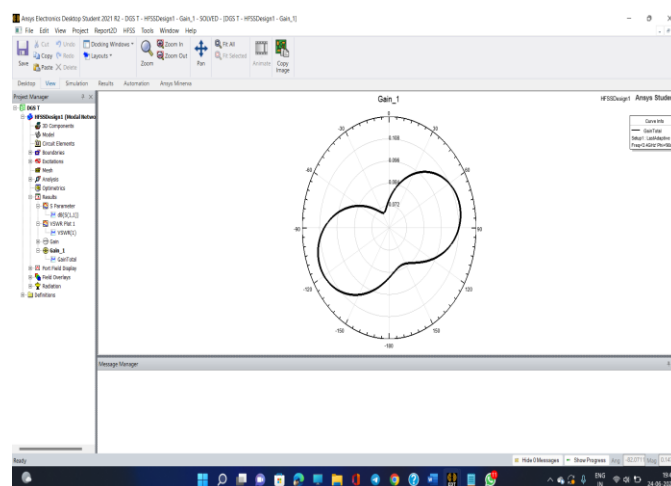 Ansys Electronics Desktop Student 2021 R2 - DGS T - HFSSDesign1 - Gain_1 - SOLVED - [DGS T - HFSSDesign1 - Gain_1]
File Edit View Project Report2D HFSS Tools Window Help
Save
Cut Undo
Copy Redo
Paste Delete
Docking Windows
Layouts
Zoom
Zoom In
Zoom Out
Pan
Fit All
Fit Selected
Animate
Copy Image
Desktop View Simulation Results Automation Ansys Minerva
Project Manager
DGS T
HFSSDesign1 (Modal Netwo
3D Components
Model
Circuit Elements
Boundaries
Excitations
Mesh
Analysis
Optimetrics
Results
S Parameter
VSWR Plot 1
VSWR(1)
Gain
Gain_1
GainTotal
Port Field Display
Field Overlays
Radiation
Definitions
Gain_1
HFSSDesign1 Ansys Studen
Curve Info
GainTotal
Setup1 : LastAdaptive
0
-30
30
-60
60
-90
90
-120
120
-150
150
-180
Message Manager
Ready
Hide 0 Messages
Show Progress
ENG
IN